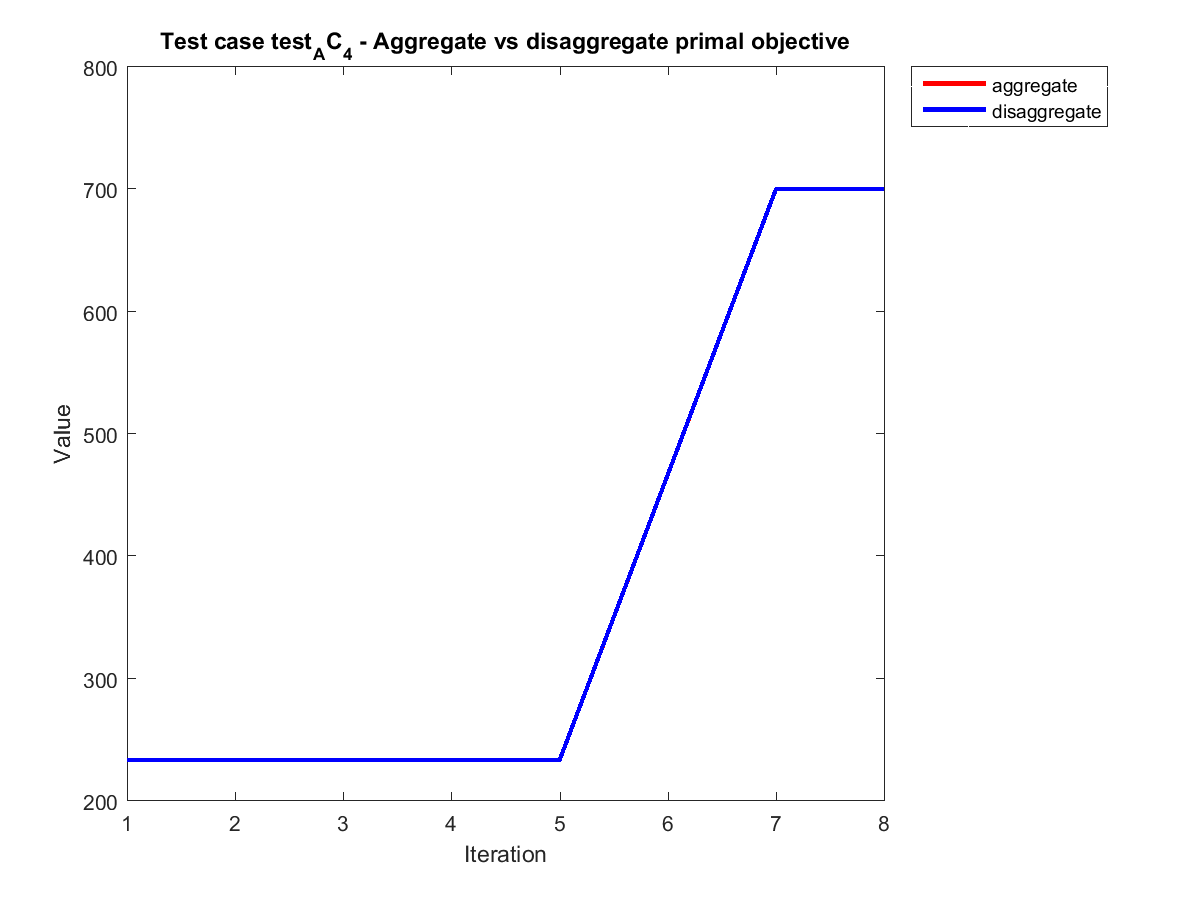 Test case test_AC_4 - Aggregate vs disaggregate primal objective
aggregate
disaggregate
800
700
600
500
400
300
200
Value
1 2 3 4 5 6 7 8
Iteration